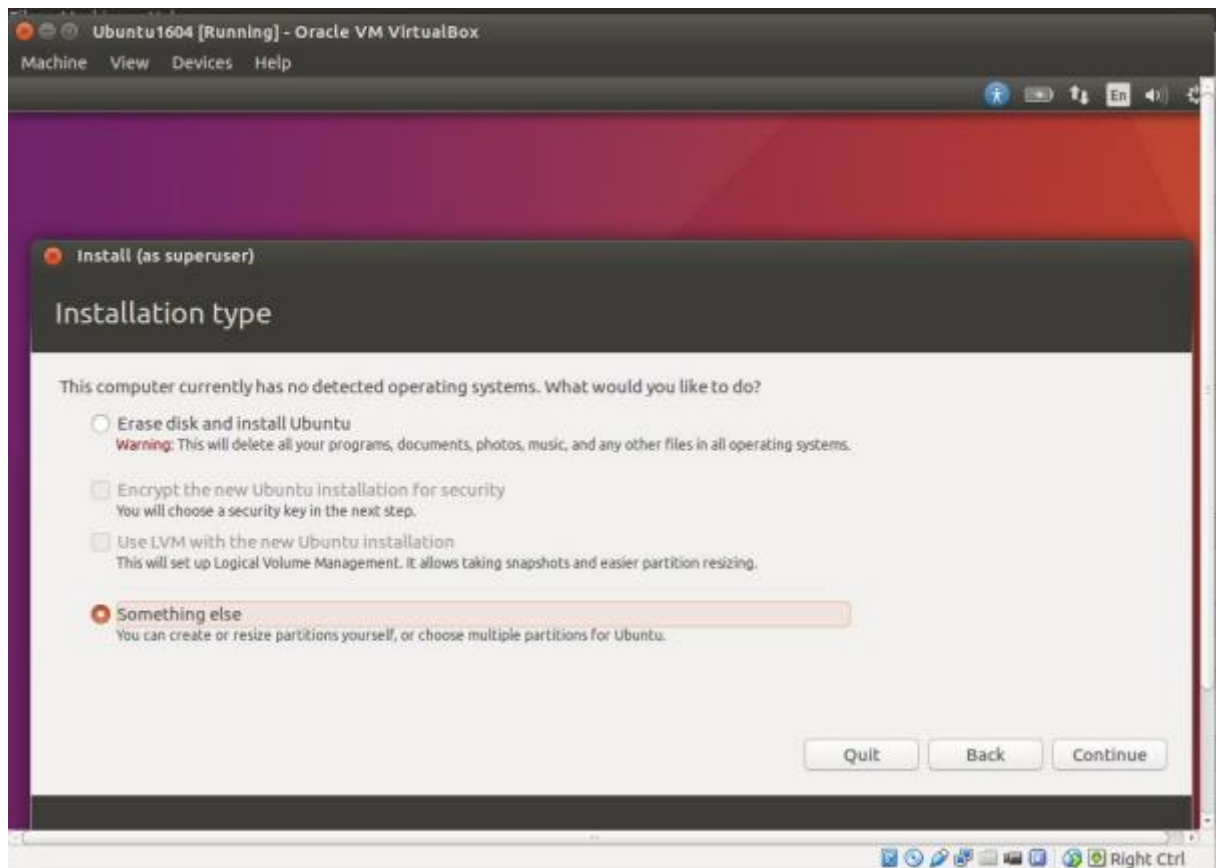 Ubuntu1604 [Running] - Oracle VM VirtualBox
Machine View Devices Help
En
Install (as superuser)
Installation type
This computer currently has no detected operating systems. What would you like to do?
Erase disk and install Ubuntu
Warning: This will delete all your programs, documents, photos, music, and any other files in all operating systems.
Encrypt the new Ubuntu installation for security
You will choose a security key in the next step.
Use LVM with the new Ubuntu installation
This will set up Logical Volume Management. It allows taking snapshots and easier partition resizing.
Something else
You can create or resize partitions yourself, or choose multiple partitions for Ubuntu.
Quit Back Continue
Right Ctrl